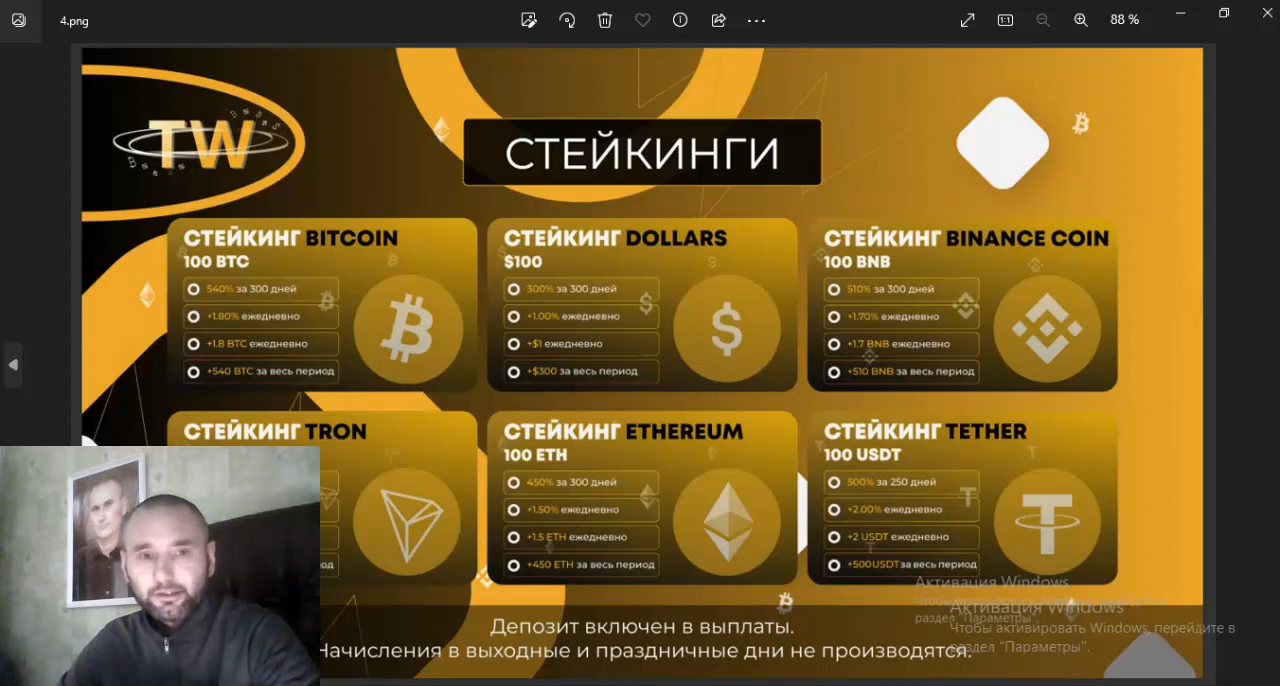 4.png
88 %
TW
СТЕЙКИНГИ
СТЕЙКИНГ BITCOIN
100 BTC
540% за 300 дней
+1.80% ежедневно
+1.8 BTC ежедневно
+540 BTC за весь период
СТЕЙКИНГ DOLLARS
$100
300% за 300 дней
+1.00% ежедневно
+$1 ежедневно
+$300 за весь период
СТЕЙКИНГ BINANCE COIN
100 BNB
510% за 300 дней
+1.70% ежедневно
+1.7 BNB ежедневно
+510 BNB за весь период
СТЕЙКИНГ TRON
СТЕЙКИНГ ETHEREUM
100 ETH
450% за 300 дней
+1.50% ежедневно
+1.5 ETH ежедневно
+450 ETH за весь период
СТЕЙКИНГ TETHER
100 USDT
500% за 250 дней
+2.00% ежедневно
+2 USDT ежедневно
+500USDT за весь период
Депозит включен в выплаты.
Начисления в выходные и праздничные дни не производятся.
Активация Windows
раздел "Параметры".
Активация Windows
Чтобы активировать Windows, перейдите в
раздел "Параметры".